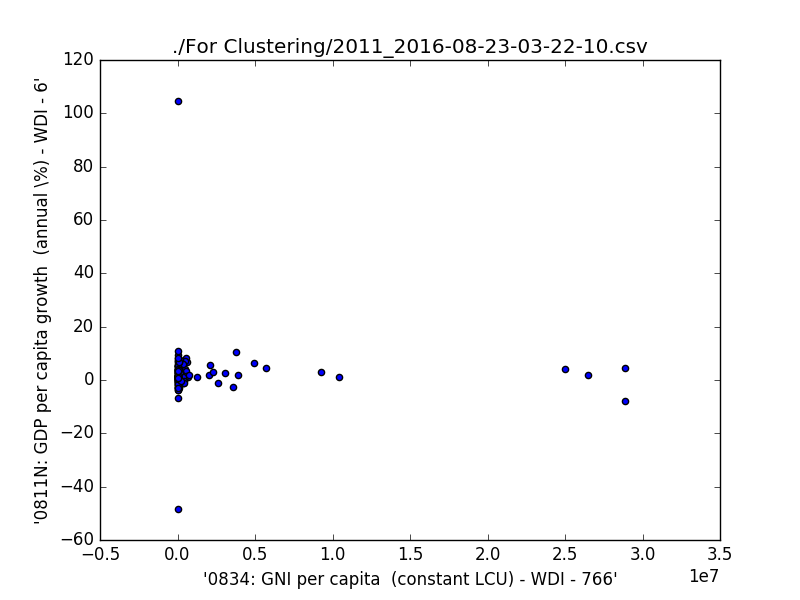 ./For Clustering/2011_2016-08-23-03-22-10.csv
120
100
80
60
40
20
0
−20
−40
−60
'0811N: GDP per capita growth  (annual \%) - WDI - 6'
−0.5 0.0 0.5 1.0 1.5 2.0 2.5 3.0 3.5
1e7
'0834: GNI per capita  (constant LCU) - WDI - 766'